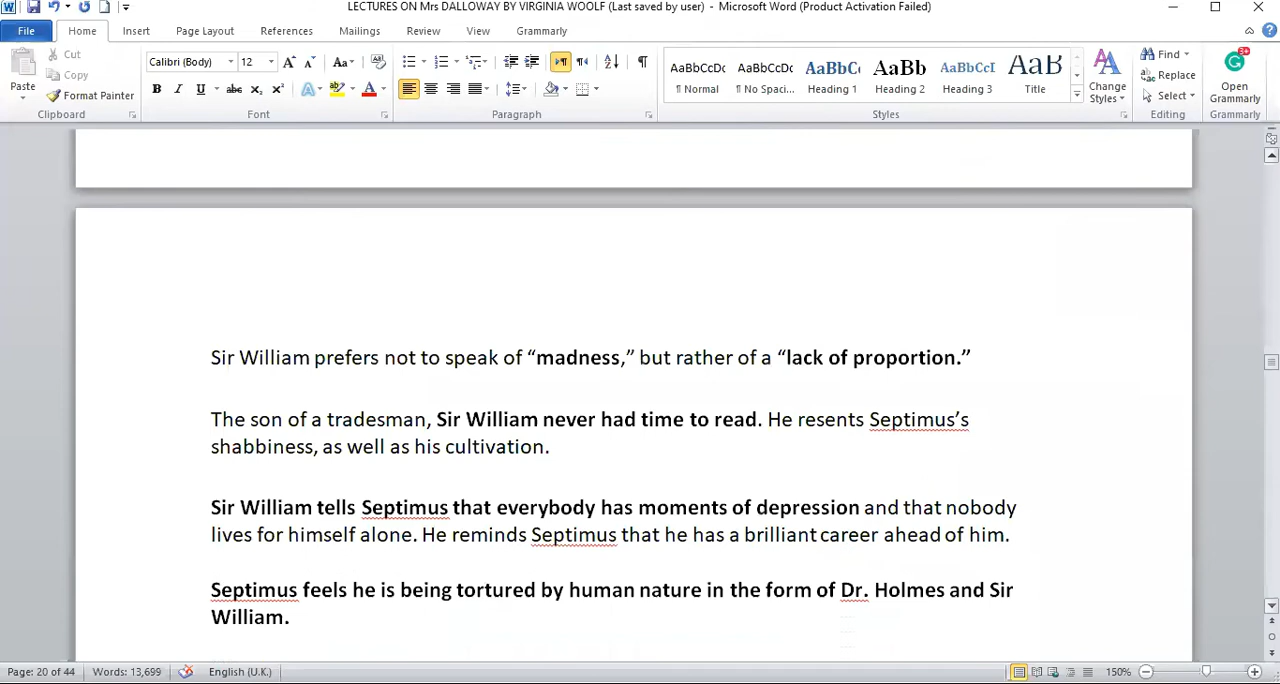 LECTURES ON Mrs DALLOWAY BY VIRGINIA WOOLF (Last saved by user) - Microsoft Word (Product Activation Failed)
File Home Insert Page Layout References Mailings Review View Grammarly
Cut
Copy
Paste
Format Painter
Clipboard
Calibri (Body) 12
Font
Paragraph
AaBbCcDc AaBbCcDc AaBbC AaBb AaBbCcI AaB
¶ Normal ¶ No Spaci... Heading 1 Heading 2 Heading 3 Title
Change Styles
Styles
Find
Replace
Select
Editing
Open Grammarly
Grammarly
Sir William prefers not to speak of “madness,” but rather of a “lack of proportion.”
The son of a tradesman, Sir William never had time to read. He resents Septimus’s
shabbiness, as well as his cultivation.
Sir William tells Septimus that everybody has moments of depression and that nobody
lives for himself alone. He reminds Septimus that he has a brilliant career ahead of him.
Septimus feels he is being tortured by human nature in the form of Dr. Holmes and Sir
William.
Page: 20 of 44 Words: 13,699 English (U.K.) 150%